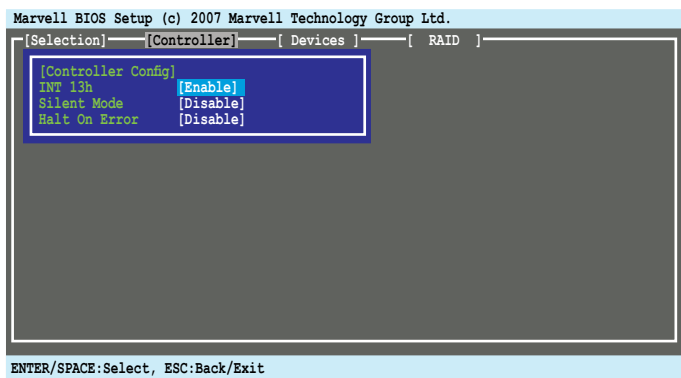 Marvell BIOS Setup (c) 2007 Marvell Technology Group Ltd.
[Selection] [Controller] [ Devices ] [ RAID ]
[Controller Config]
INT 13h [Enable]
Silent Mode [Disable]
Halt On Error [Disable]
ENTER/SPACE:Select, ESC:Back/Exit